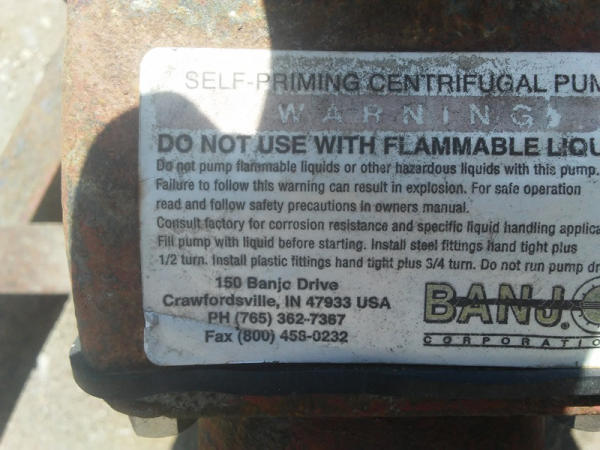 SELF-PRIMING CENTRIFUGAL PUM
WARNING
DO NOT USE WITH FLAMMABLE LIQU
Do not pump flammable liquids or other hazardous liquids with this pump.
Failure to follow this warning can result in explosion. For safe operation
read and follow safety precautions in owners manual.
Consult factory for corrosion resistance and specific liquid handling applica
Fill pump with liquid before starting. Install steel fittings hand tight plus
1/2 turn. Install plastic fittings hand tight plus 3/4 turn. Do not run pump dr
150 Banjo Drive
Crawfordsville, IN 47933 USA
PH (765) 362-7367
Fax (800) 458-0232
BANJO
CORPORATION